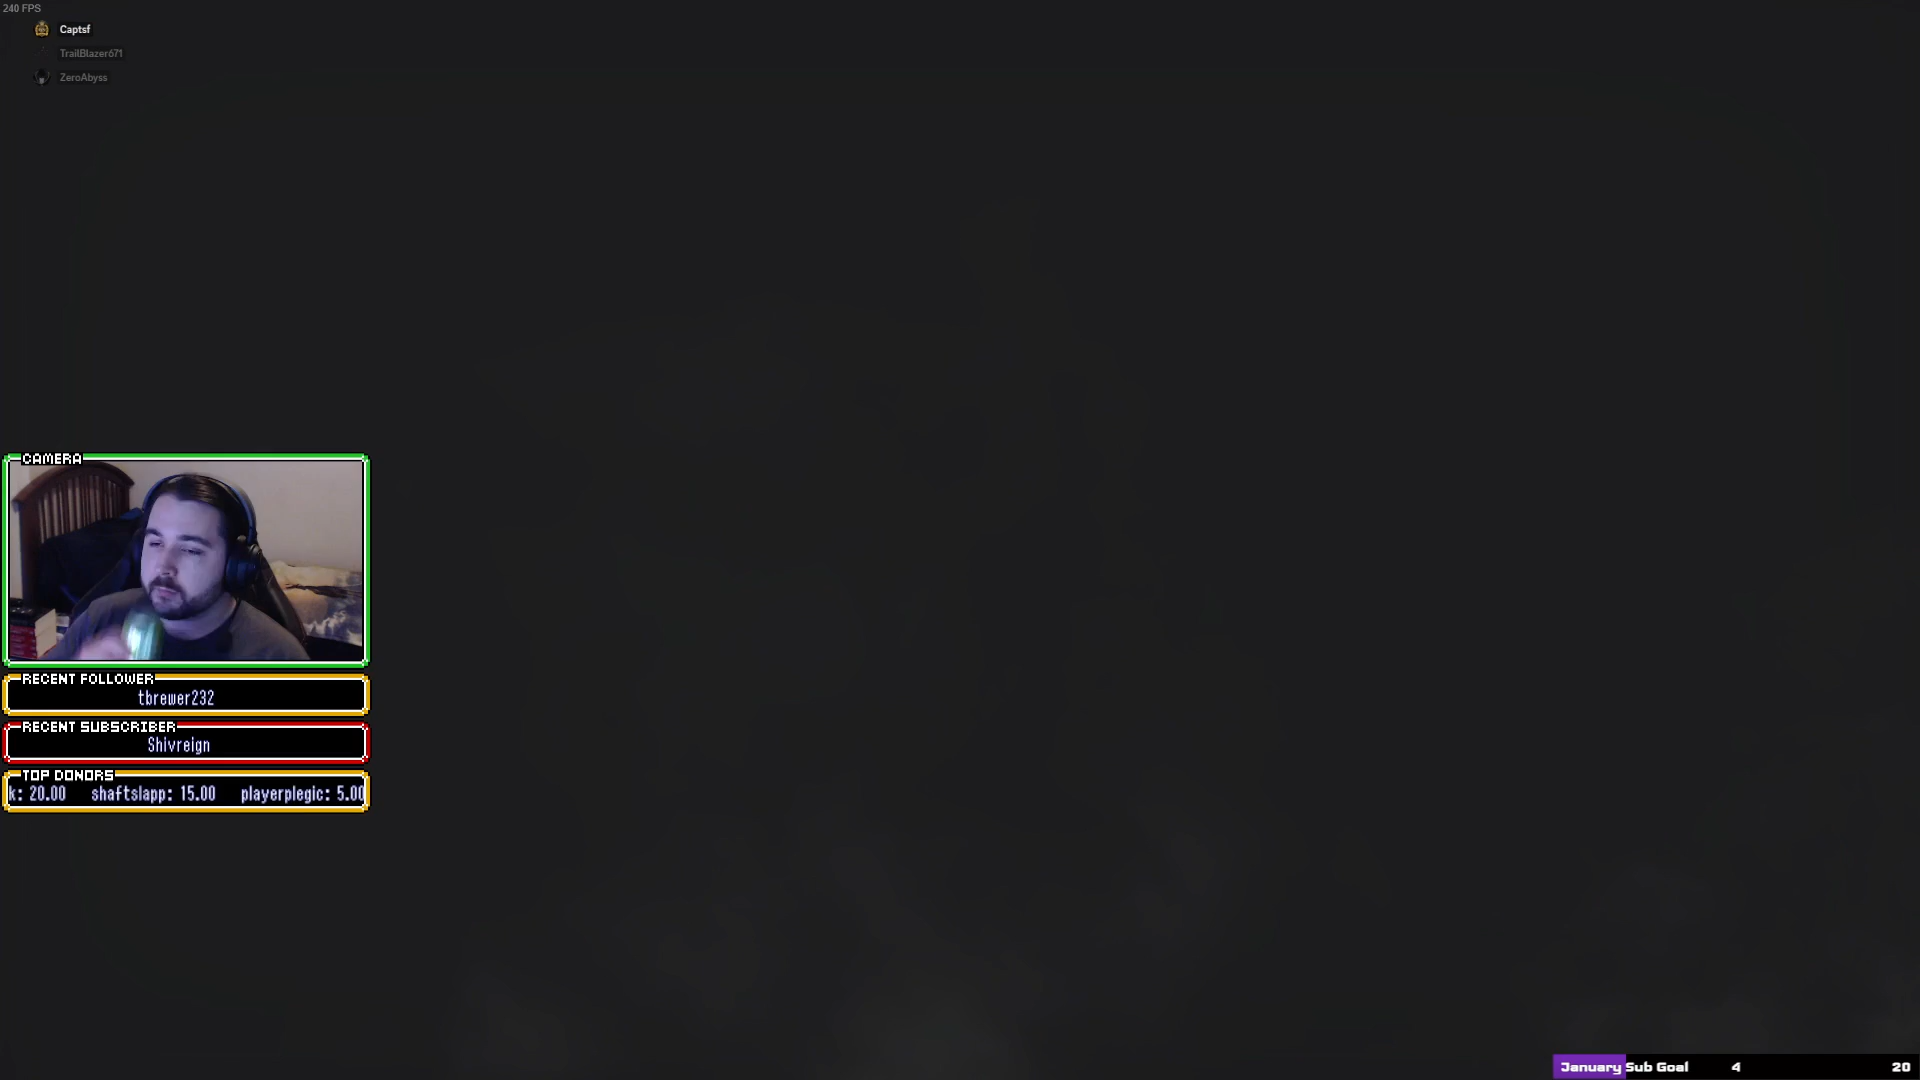 240 FPS
Captsf
TrailBlazer671
ZeroAbyss
CAMERA
RECENT FOLLOWER
tbrewer232
RECENT SUBSCRIBER
Shivreign
TOP DONORS
k: 20.00 shaftslapp: 15.00 playerplegic: 5.00
January Sub Goal 4 20